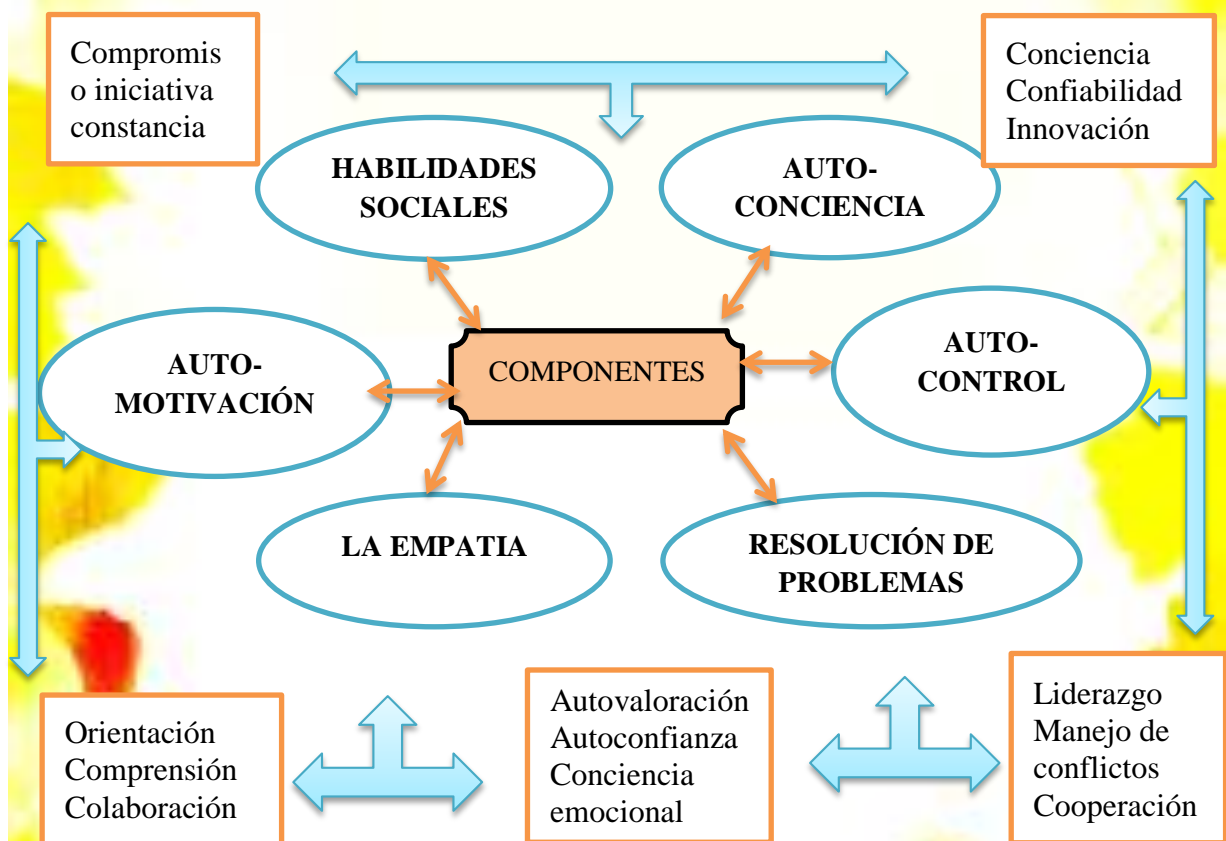 Compromis
o iniciativa
constancia
Conciencia
Confiabilidad
Innovación
HABILIDADES
SOCIALES
AUTO-
CONCIENCIA
AUTO-
MOTIVACIÓN
COMPONENTES
AUTO-
CONTROL
LA EMPATIA
RESOLUCIÓN DE
PROBLEMAS
Orientación
Comprensión
Colaboración
Autovaloración
Autoconfianza
Conciencia
emocional
Liderazgo
Manejo de
conflictos
Cooperación